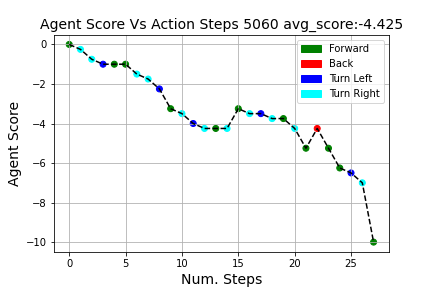 Agent Score Vs Action Steps 5060 avg_score:-4.425
Forward
Back
Turn Left
Turn Right
Agent Score
0
−2
−4
−6
−8
−10
0 5 10 15 20 25
Num. Steps